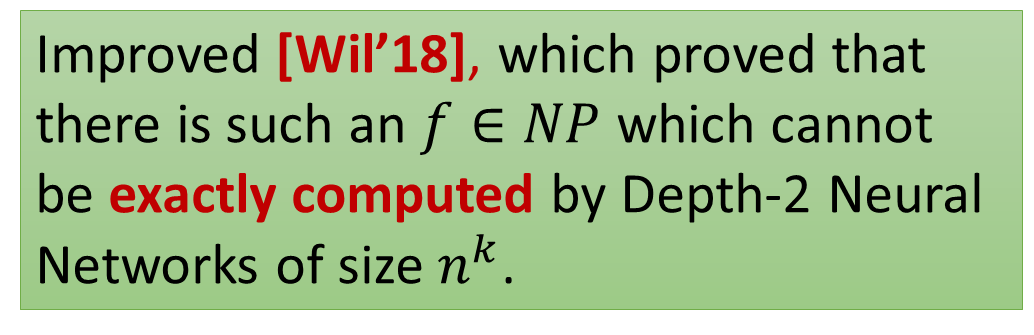 Improved [Wil’18], which proved that
there is such an 𝑓 ∈ 𝑁𝑃 which cannot
be exactly computed by Depth-2 Neural
Networks of size 𝑛^𝑘.